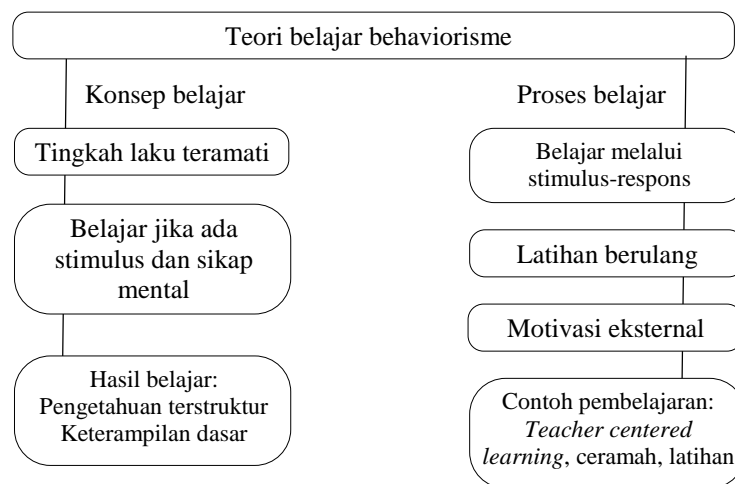 Teori belajar behaviorisme
Konsep belajar
Tingkah laku teramati
Belajar jika ada
stimulus dan sikap
mental
Hasil belajar:
Pengetahuan terstruktur
Keterampilan dasar
Proses belajar
Belajar melalui
stimulus-respons
Latihan berulang
Motivasi eksternal
Contoh pembelajaran:
Teacher centered
learning, ceramah, latihan